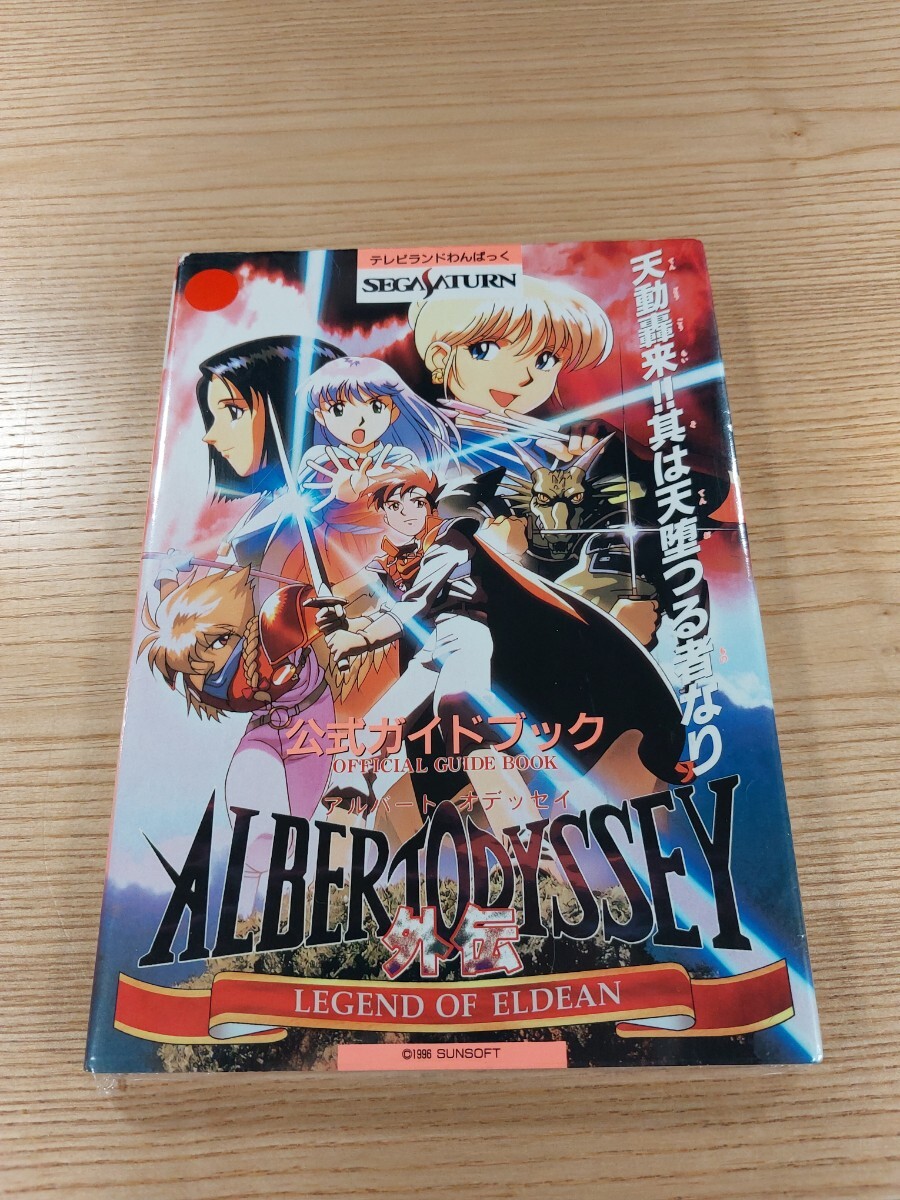 テレビランドわんぱっく
SEGA SATURN
天動轟来!!其は天堕つる者なり
公式ガイドブック
OFFICIAL GUIDE BOOK
アルバート オデッセイ
ALBERT ODYSSEY
外伝
LEGEND OF ELDEAN
©1996 SUNSOFT